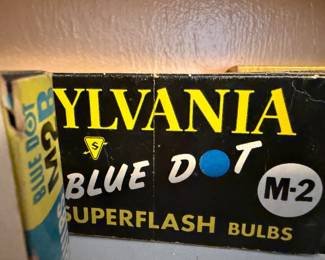 YLVANIA
S
BLUE DOT
M-2
SUPERFLASH BULBS
BLUE DOT
M2B